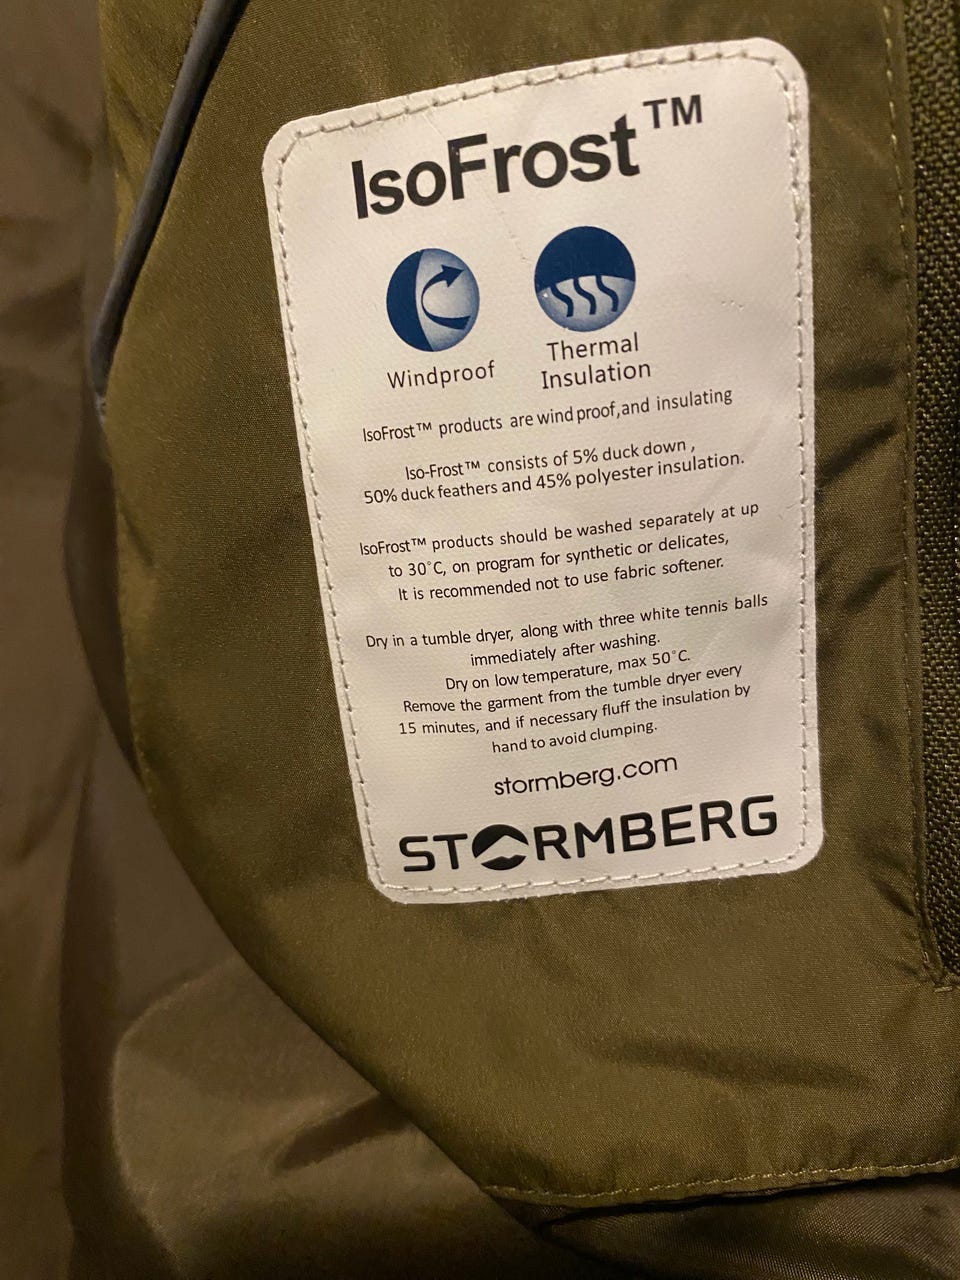 IsoFrost™
Windproof
Thermal
Insulation
IsoFrost™ products are wind proof,and insulating
Iso-Frost™ consists of 5% duck down ,
50% duck feathers and 45% polyester insulation.
IsoFrost™ products should be washed separately at up
to 30°C, on program for synthetic or delicates,
It is recommended not to use fabric softener.
Dry in a tumble dryer, along with three white tennis balls
immediately after washing.
Dry on low temperature, max 50°C.
Remove the garment from the tumble dryer every
15 minutes, and if necessary fluff the insulation by
hand to avoid clumping.
stormberg.com
STORMBERG